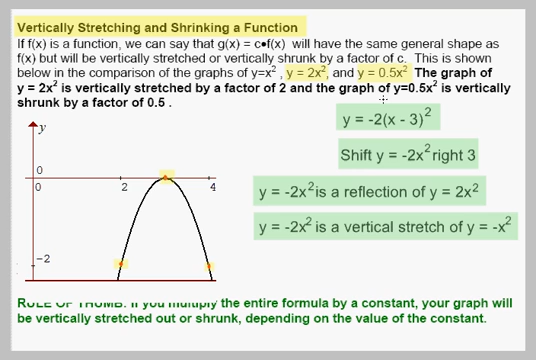 Vertically Stretching and Shrinking a Function
If f(x) is a function, we can say that g(x) = c•f(x) will have the same general shape as
f(x) but will be vertically stretched or vertically shrunk by a factor of c. This is shown
below in the comparison of the graphs of y=x², y = 2x², and y = 0.5x² The graph of
y = 2x² is vertically stretched by a factor of 2 and the graph of y=0.5x² is vertically
shrunk by a factor of 0.5 .
y = -2(x - 3)²
Shift y = -2x² right 3
y = -2x² is a reflection of y = 2x²
y = -2x² is a vertical stretch of y = -x²
y
0
0 2 4
-2
RULE OF THUMB: If you multiply the entire formula by a constant, your graph will
be vertically stretched out or shrunk, depending on the value of the constant.